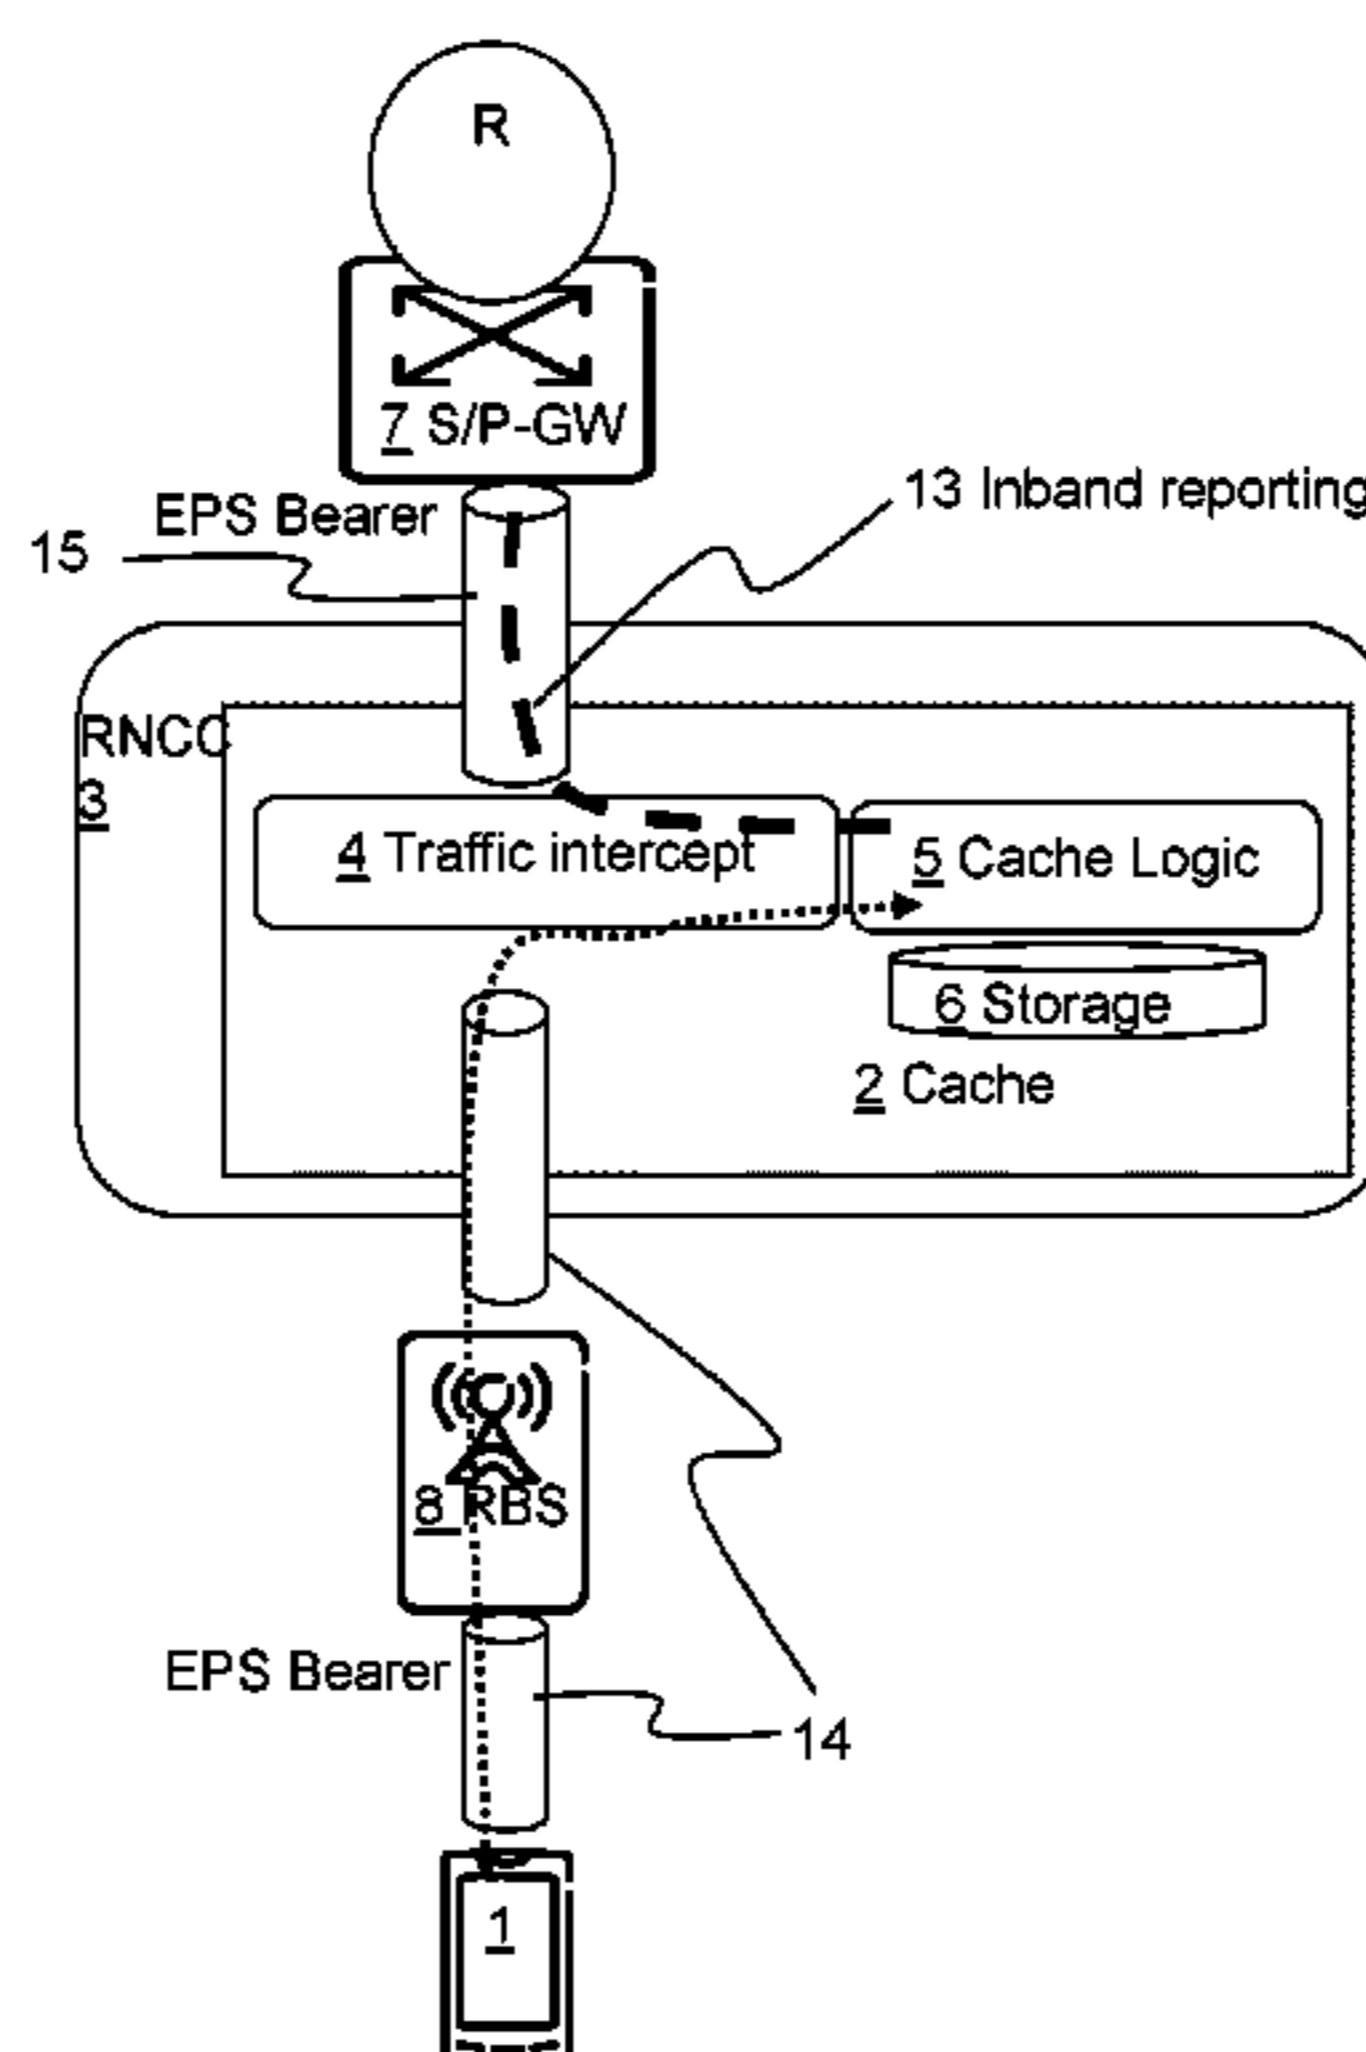 R
7 S/P-GW
13 Inband reporting
EPS Bearer
15
RNCC
3
4 Traffic intercept
5 Cache Logic
6 Storage
2 Cache
8 RBS
EPS Bearer
14
1